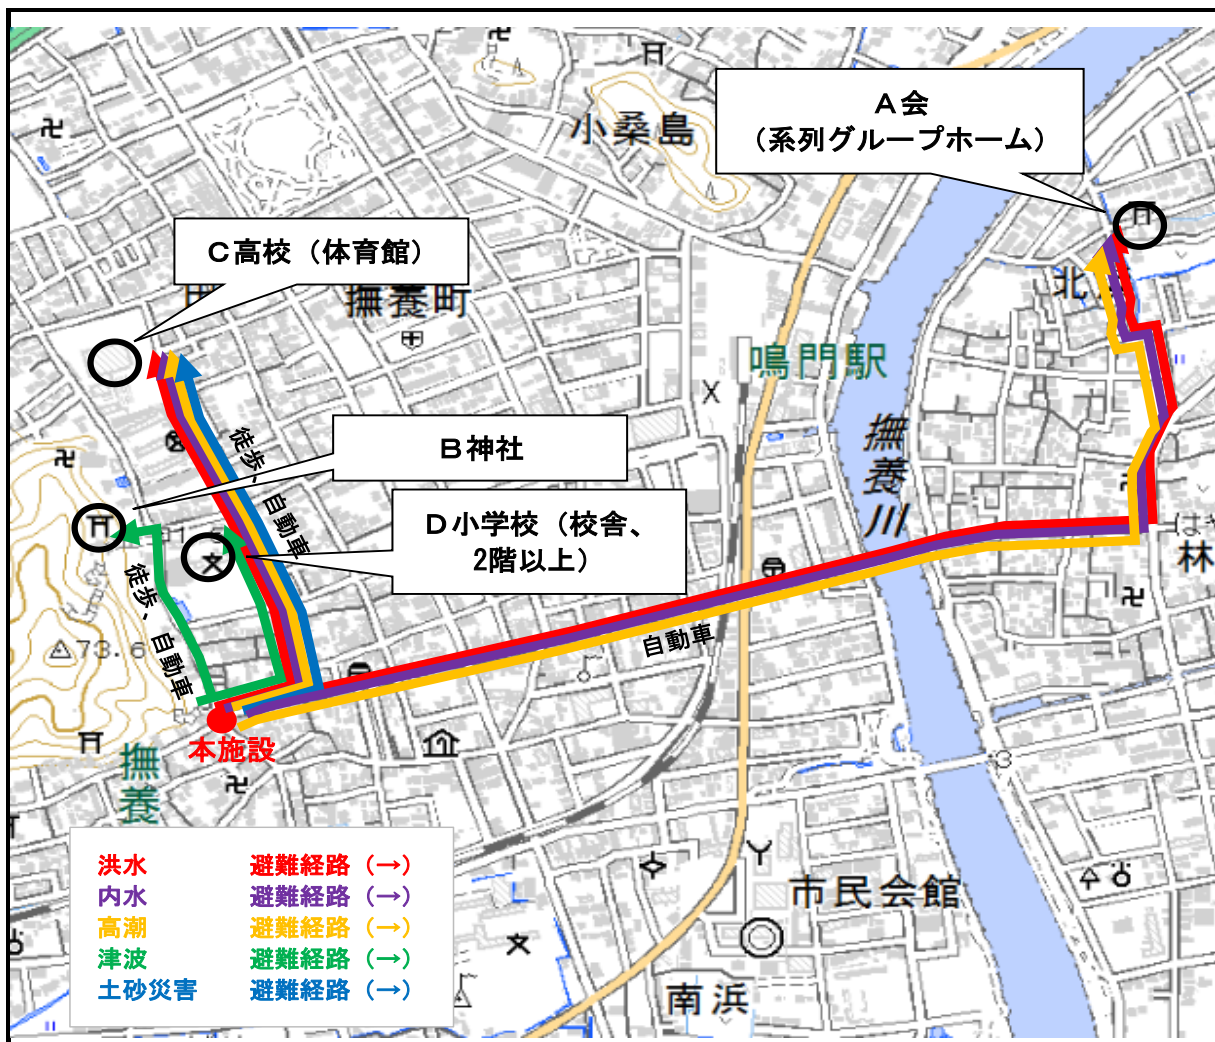 小桑島
A会
（系列グループホーム）
C高校（体育館）
撫養町
鳴門駅
撫養川
B神社
D小学校（校舎、
2階以上）
徒歩、自動車
徒歩、自動車
自動車
林
73.6
本施設
撫養
3
市民会館
南浜
洪水 避難経路（→）
内水 避難経路（→）
高潮 避難経路（→）
津波 避難経路（→）
土砂災害 避難経路（→）